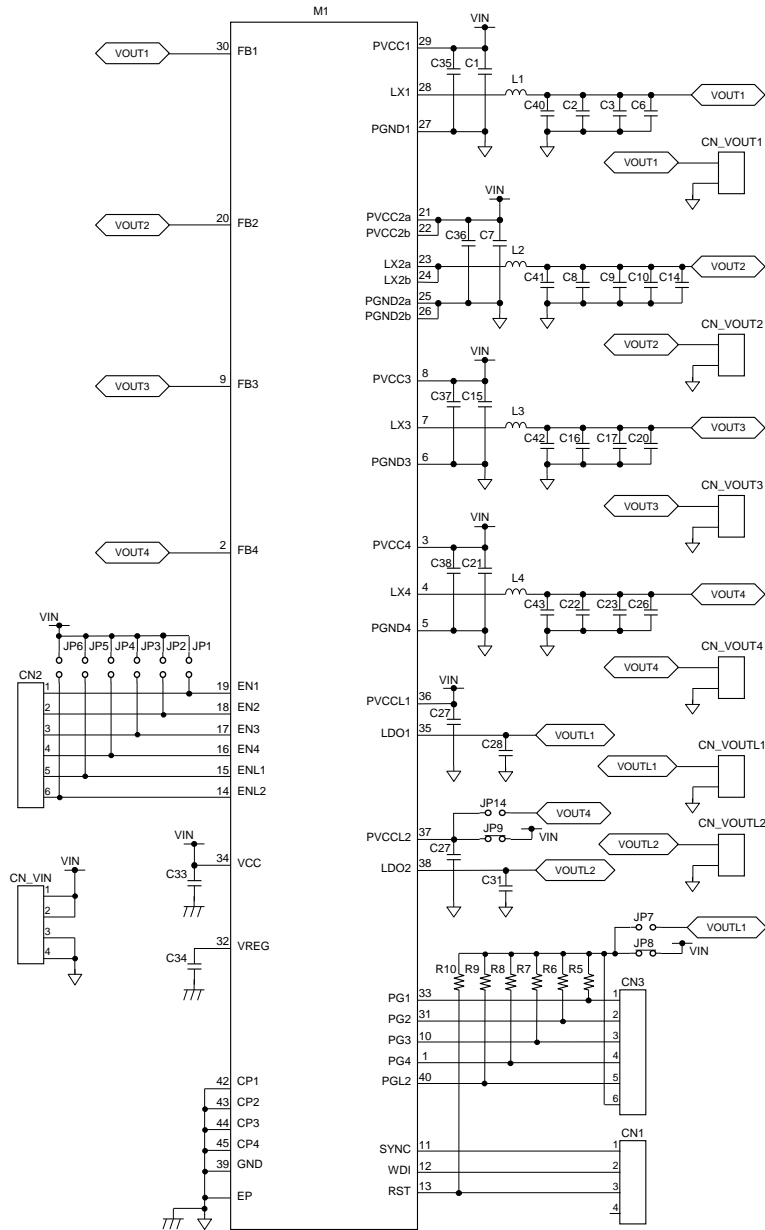 M1
VIN
VOUT1 30 FB1
PVCC1 29 C35 C1
LX1 28 L1 VOUT1
C40 C2 C3 C6
PGND1 27
CN_VOUT1
VOUT1
VIN
VOUT2 20 FB2
PVCC2a 21
PVCC2b 22 C36 C7
LX2a 23 L2 VOUT2
LX2b 24 C41 C8 C9 C10 C14
PGND2a 25
PGND2b 26
CN_VOUT2
VOUT2
VIN
VOUT3 9 FB3
PVCC3 8
C37 C15
LX3 7 L3 VOUT3
C42 C16 C17 C20
PGND3 6
CN_VOUT3
VOUT3
VIN
VOUT4 2 FB4
PVCC4 3
C38 C21
LX4 4 L4 VOUT4
C43 C22 C23 C26
PGND4 5
CN_VOUT4
VOUT4
VIN
JP6 JP5 JP4 JP3 JP2 JP1
CN2
1 19 EN1
2 18 EN2
3 17 EN3
4 16 EN4
5 15 ENL1
6 14 ENL2
VIN
PVCCL1 36
C27
LDO1 35 VOUTL1
C28
CN_VOUTL1
VOUTL1
JP14 VOUT4
PVCCL2 37 JP9 VIN
C27
LDO2 38 VOUTL2
C31
CN_VOUTL2
VOUTL2
VIN
34 VCC
C33
CN_VIN VIN
1
2
3
4
32 VREG
C34
JP7 VOUTL1
JP8 VIN
R10 R9 R8 R7 R6 R5
CN3
PG1 33 1
PG2 31 2
PG3 10 3
PG4 1 4
PGL2 40 5
6
42 CP1
43 CP2
44 CP3
45 CP4
39 GND
EP
CN1
SYNC 11 1
WDI 12 2
RST 13 3
4